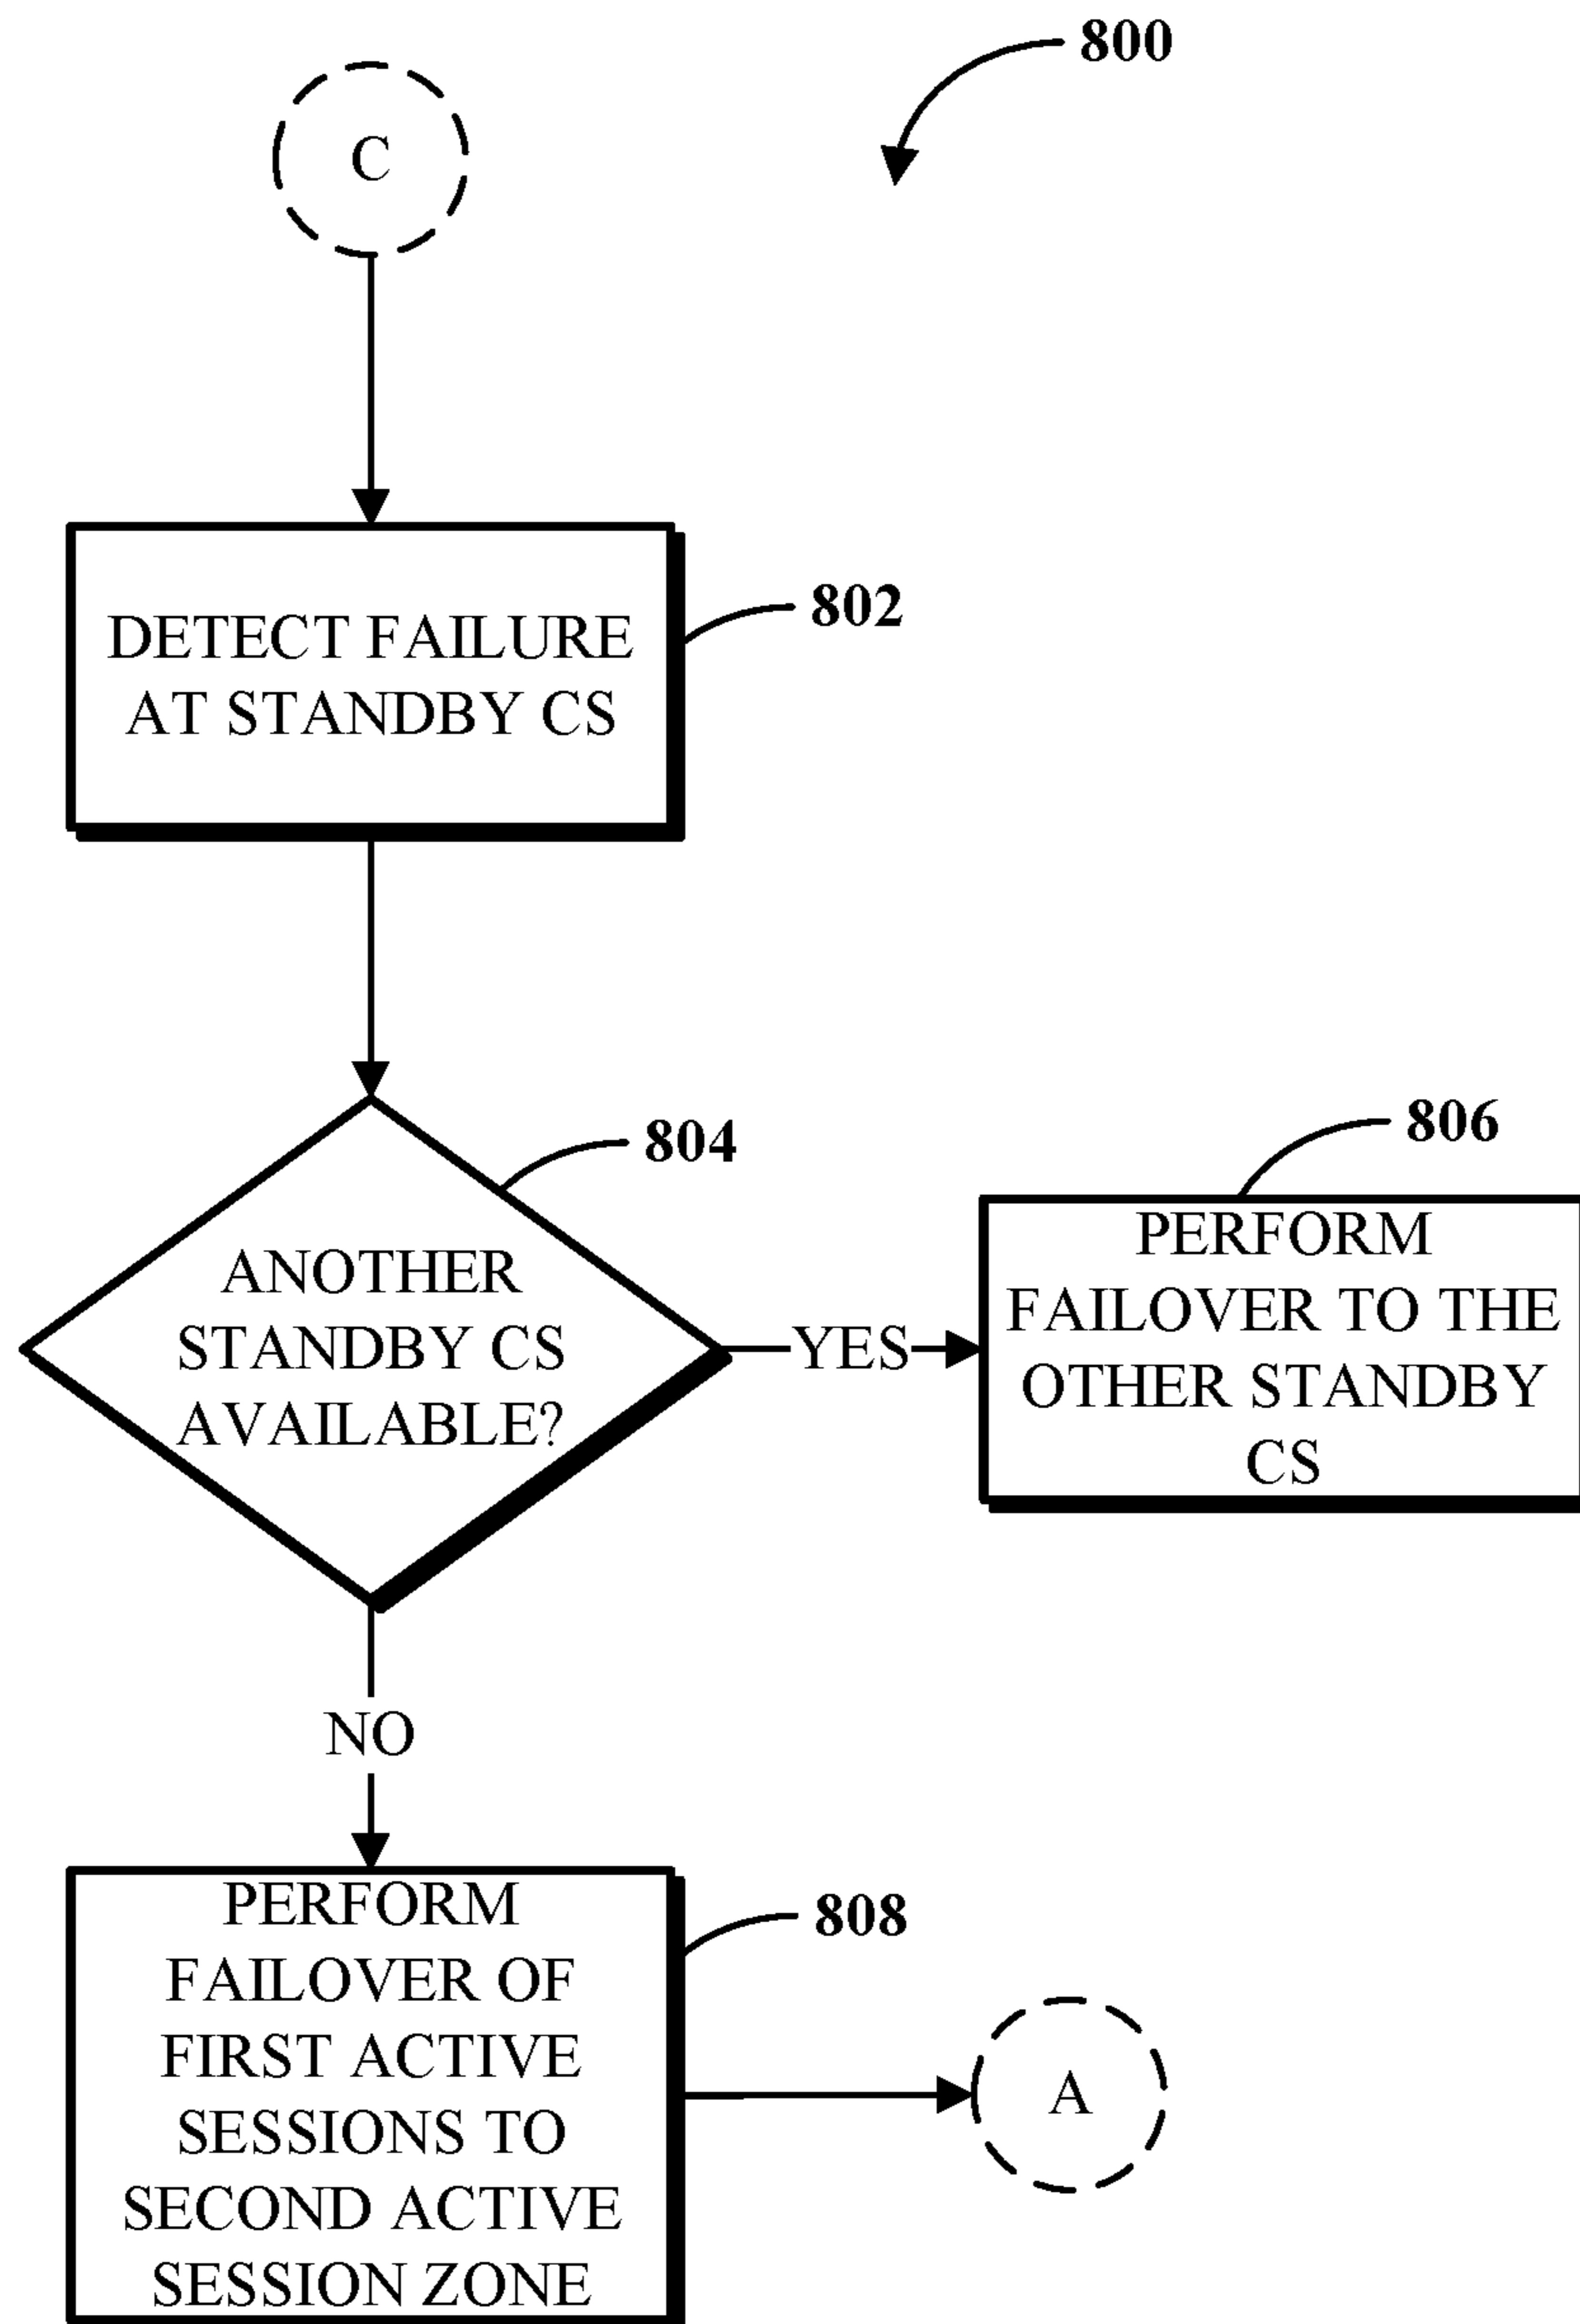 800
C
DETECT FAILURE
AT STANDBY CS
802
804
ANOTHER
STANDBY CS
AVAILABLE?
YES
806
PERFORM
FAILOVER TO THE
OTHER STANDBY
CS
NO
808
PERFORM
FAILOVER OF
FIRST ACTIVE
SESSIONS TO
SECOND ACTIVE
SESSION ZONE
A